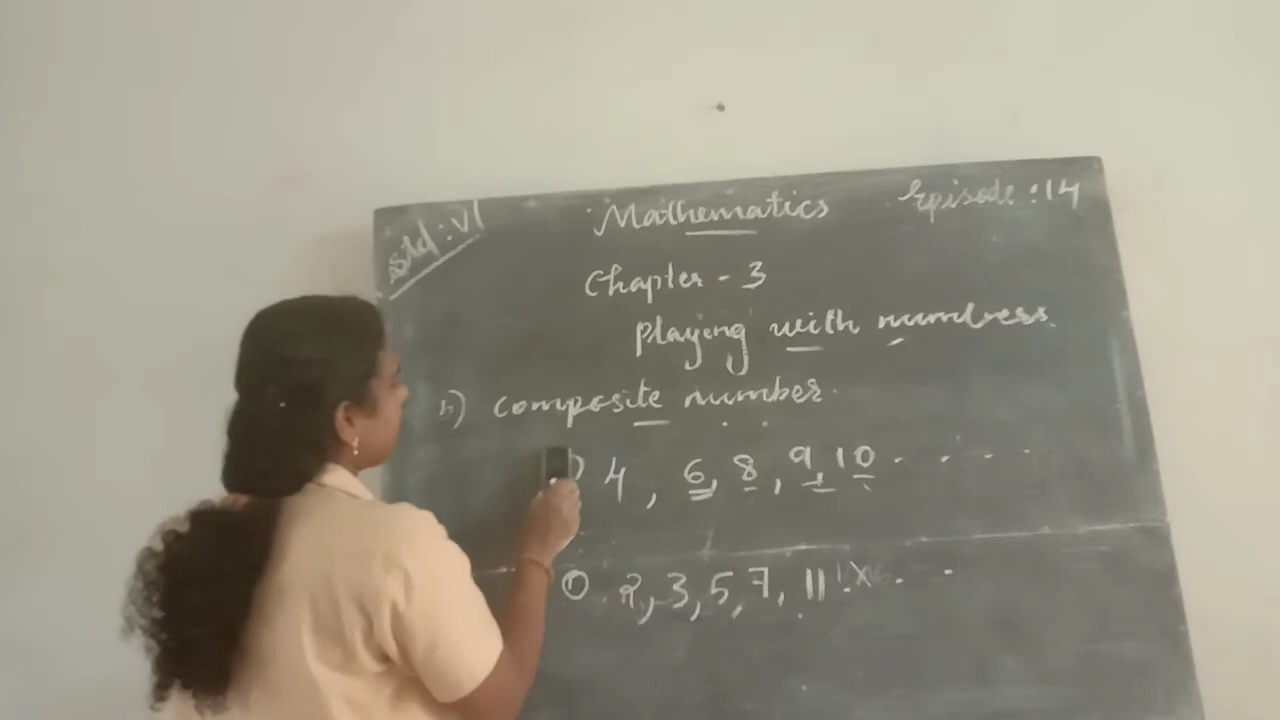 Std : VI
Mathematics
Episode : 14
Chapter - 3
Playing with numbers.
b) composite number.
4, 6, 8, 9, 10 . . . .
① 2, 3, 5, 7, 11 . . .